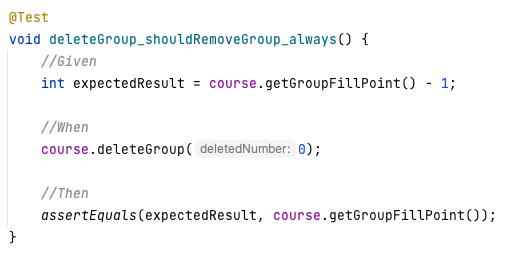 @Test
void deleteGroup_shouldRemoveGroup_always() {
//Given
int expectedResult = course.getGroupFillPoint() - 1;
//When
course.deleteGroup( deletedNumber: 0);
//Then
assertEquals(expectedResult, course.getGroupFillPoint());
}